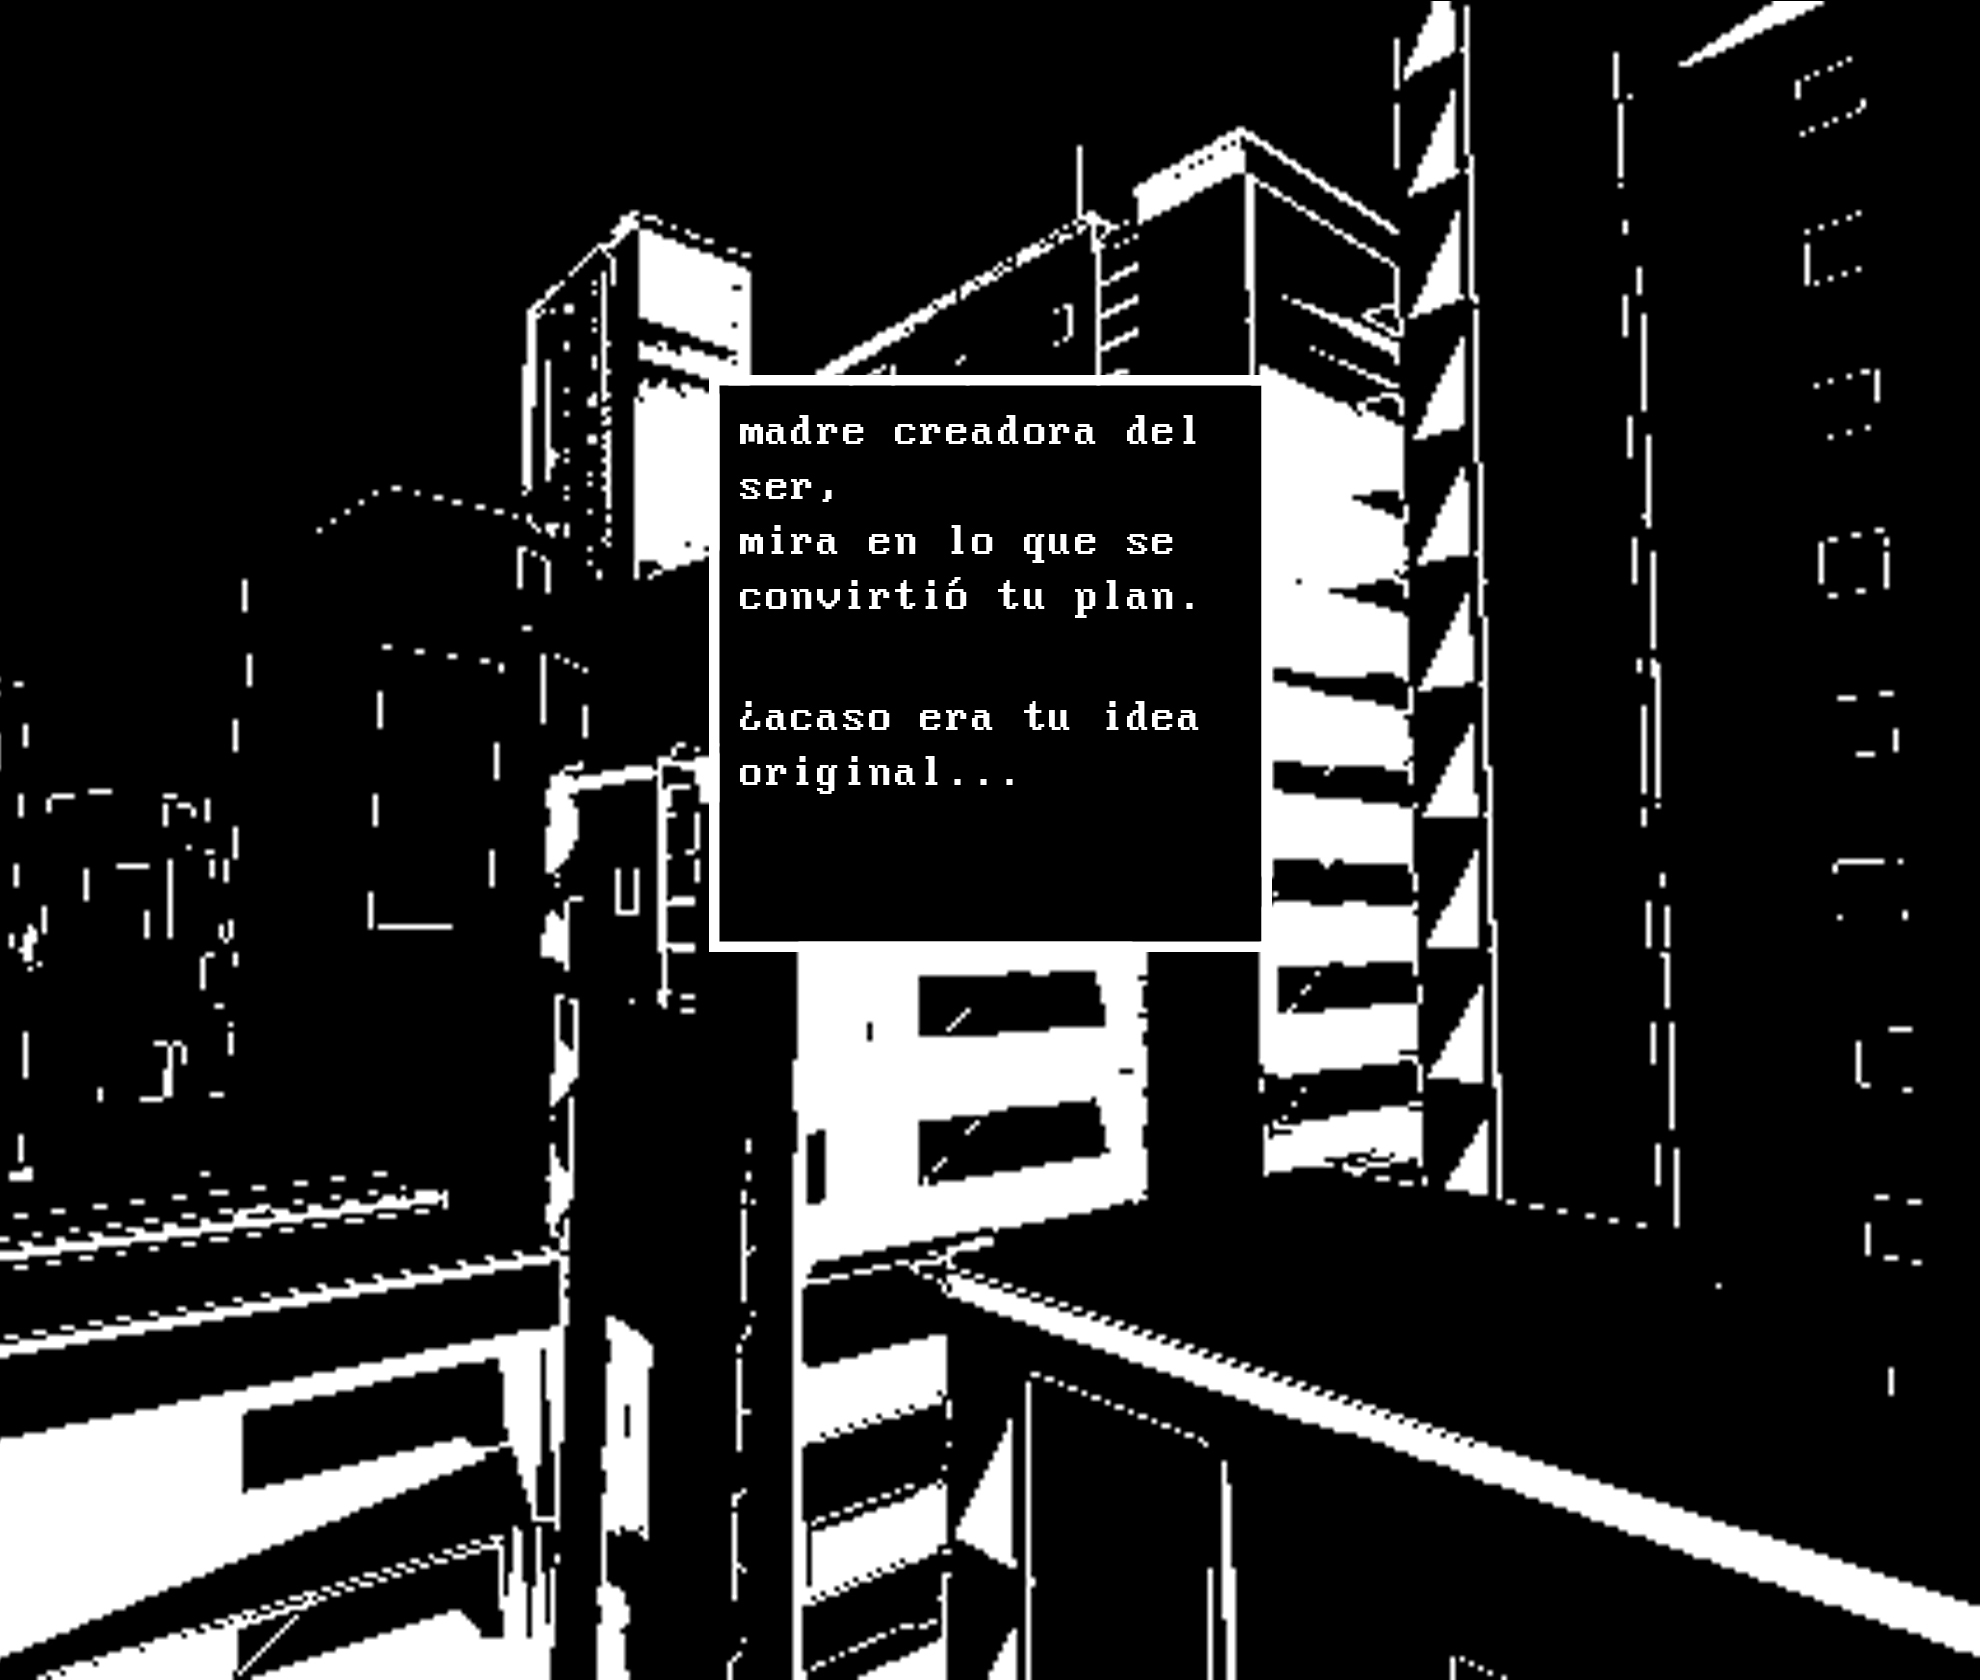 madre creadora del
ser,
mira en lo que se
convirtió tu plan.
¿acaso era tu idea
original...